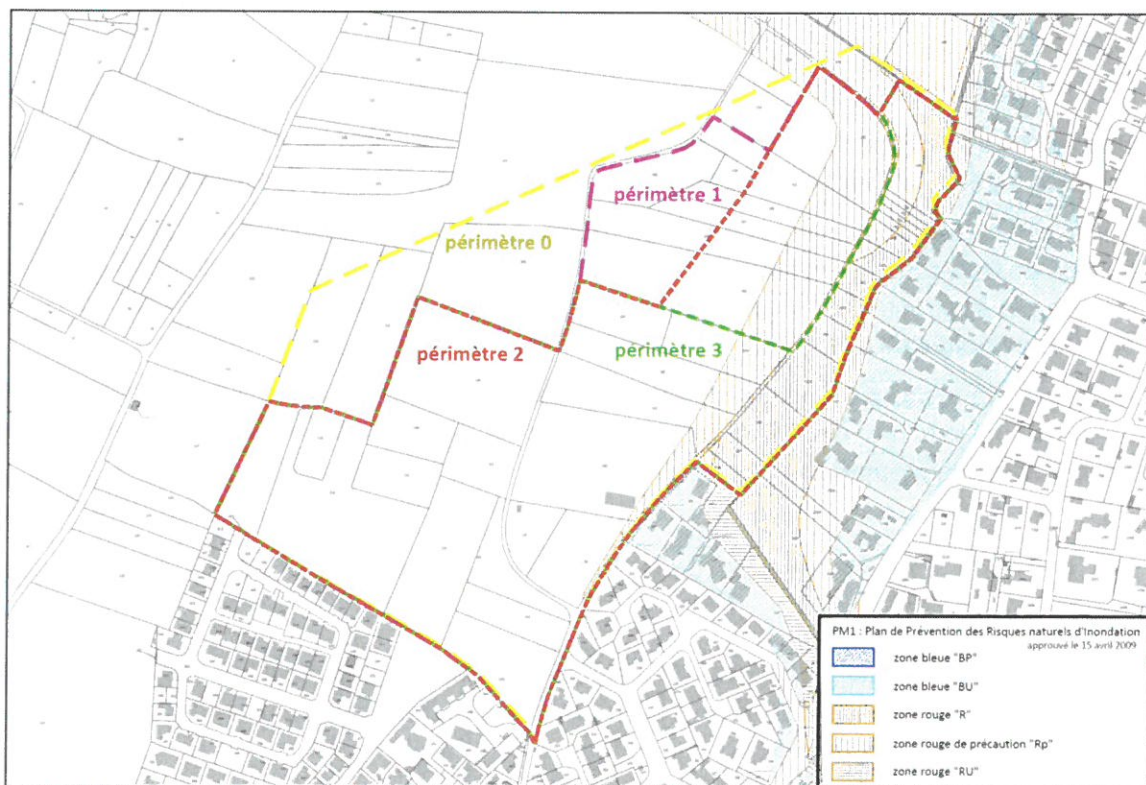 périmètre 1
périmètre 0
périmètre 2
périmètre 3
PM1 : Plan de Prévention des Risques naturels d'Inondation
approuvé le 15 avril 2009
zone bleue "BP"
zone bleue "BU"
zone rouge "R"
zone rouge de précaution "Rp"
zone rouge "RU"